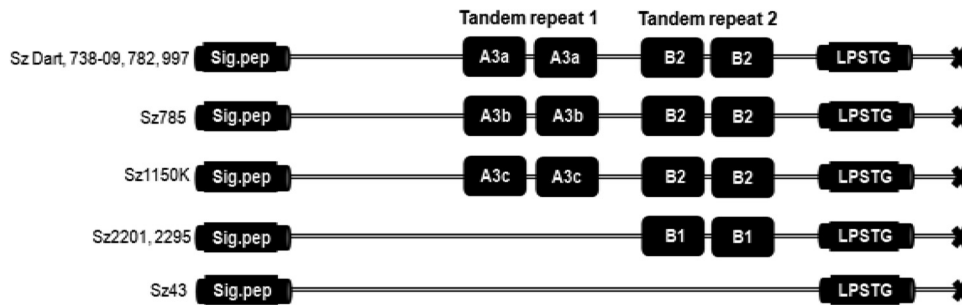 Tandem repeat 1 Tandem repeat 2
Sz Dart, 738-09, 782, 997 Sig.pep A3a A3a B2 B2 LPSTG
Sz785 Sig.pep A3b A3b B2 B2 LPSTG
Sz1150K Sig.pep A3c A3c B2 B2 LPSTG
Sz2201, 2295 Sig.pep B1 B1 LPSTG
Sz43 Sig.pep LPSTG